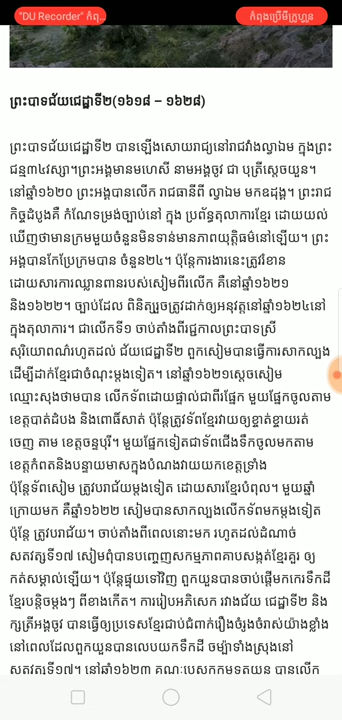 "DU Recorder" កំពុ... កំពុងប្រើមីក្រូហ្វូន
ព្រះបាទជ័យជេដ្ឋាទី២(១៦១៨ – ១៦២៨)
ព្រះបាទជ័យជេដ្ឋាទី២ បានឡើងសោយរាជ្យនៅរាជវាំងល្វាឯម ក្នុងព្រះ
ជន្ម៣៤វស្សា។ព្រះអង្គមានមហេសី នាមអង្គចូវ ជា បុត្រីស្តេចយួន។
នៅឆ្នាំ១៦២០ ព្រះអង្គបានលើក រាជធានីពី ល្វាឯម មកឧដុង្គ។ ព្រះរាជ
កិច្ចដំបូងគឺ កំណែទម្រង់ច្បាប់នៅ ក្នុង ប្រព័ន្ធតុលាការខ្មែរ ដោយយល់
ឃើញថាមានក្រមមួយចំនួនមិនទាន់មានភាពយុត្តិធម៌នៅឡើយ។ ព្រះ
អង្គបានកែប្រែក្រមបាន ចំនួន២៤។ ប៉ុន្តែការងារនេះត្រូវរំខាន
ដោយសារការឈ្លានពានរបស់សៀមពីរលើក គឺនៅឆ្នាំ១៦២១
និង១៦២២។ ច្បាប់ដែល ពិនិត្យរួចត្រូវដាក់ឲ្យអនុវត្តនៅឆ្នាំ១៦២៤នៅ
ក្នុងតុលាការ។ ជាលើកទី១ ចាប់តាំងពីរជ្ជកាលព្រះបាទស្រី
សុរិយោពណ៌រហូតដល់ ជ័យជេដ្ឋាទី២ ពួកសៀមបានធ្វើការសាកល្បង
ដើម្បីដាក់ខ្មែរជាចំណុះម្តងទៀត។ នៅឆ្នាំ១៦២១ស្តេចសៀម
ឈ្មោះសុងថាមបាន លើកទ័ពដោយផ្ទាល់ជាពីរផ្នែក មួយផ្នែកចូលតាម
ខេត្តបាត់ដំបង និងពោធិ៍សាត់ ប៉ុន្តែត្រូវទ័ពខ្មែរវាយឲ្យខ្ចាត់ខ្ចាយរត់
ចេញ តាម ខេត្តចន្ទបុរី។ មួយផ្នែកទៀតជាទ័ពជើងទឹកចូលមកតាម
ខេត្តកំពតនិងបន្ទាយមាសក្នុងបំណងវាយយកខេត្តទ្រាំង
ប៉ុន្តែទ័ពសៀម ត្រូវបរាជ័យម្តងទៀត ដោយសារខ្មែរបំពុល។ មួយឆ្នាំ
ក្រោយមក គឺឆ្នាំ១៦២២ សៀមបានសាកល្បងលើកទ័ពមកម្តងទៀត
ប៉ុន្តែ ត្រូវបរាជ័យ។ ចាប់តាំងពីពេលនោះមក រហូតដល់ដំណាច់
សតវត្សទី១៧ សៀមពុំបានបញ្ចេញសកម្មភាពគាបសង្កត់ខ្មែរគួរ ឲ្យ
កត់សម្គាល់ឡើយ។ ប៉ុន្តែផ្ទុយទៅវិញ ពួកយួនបានចាប់ផ្តើមមកកេរទឹកដី
ខ្មែរបន្តិចម្តងៗ ពីខាងកើត។ ការរៀបអភិសេក រវាងជ័យ ជេដ្ឋាទី២ និង
ក្សត្រីអង្គចូវ បានធ្វើឲ្យប្រទេសខ្មែរជាប់ជំពាក់រឿងរ៉ុងរ៉ាំរ៉ាស់យ៉ាងខ្លាំង
នៅពេលដែលពួកយួនបានលេបយកទឹកដី ចម្ប៉ាទាំងស្រុងនៅ
សតវត្សទី១៧។ នៅឆ្នាំ១៦២៣ គណៈបេសកកម្មទូតយួន បានលើក